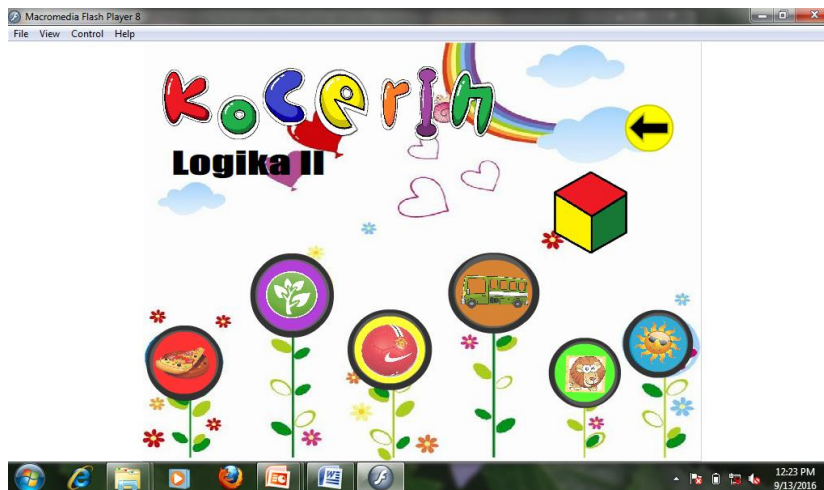 Macromedia Flash Player 8
File View Control Help
KoCerIn
Logika II
12:23 PM
9/13/2016